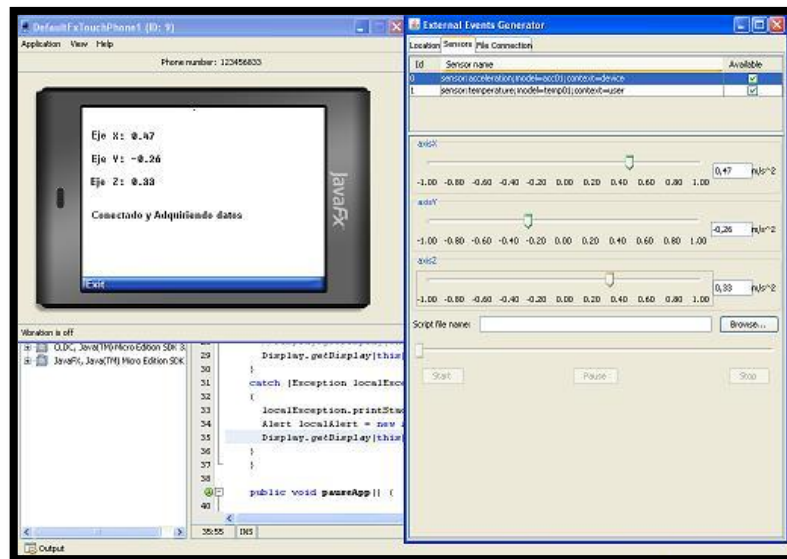 DefaultFxTouchPhone1 (ID: 9)
Application View Help
Phone number: 123456833
Eje X: 0.47
Eje Y: -0.26
Eje Z: 0.33
Conectado y Adquiriendo datos
JavaFx
Exit
Vibration is off
External Events Generator
Location Sensors File Connection
Id Sensor name Available
0 sensor:acceleration;model=acc01;context=device
1 sensor:temperature;model=temp01;context=user
axisX
0,47 m/s^2
-1.00 -0.80 -0.60 -0.40 -0.20 0.00 0.20 0.40 0.60 0.80 1.00
axisY
-0,26 m/s^2
-1.00 -0.80 -0.60 -0.40 -0.20 0.00 0.20 0.40 0.60 0.80 1.00
axisZ
0,33 m/s^2
-1.00 -0.80 -0.60 -0.40 -0.20 0.00 0.20 0.40 0.60 0.80 1.00
Script file name: Browse...
Start Pause Stop
CLDC, Java(TM) Micro Edition SDK 3.
JavaFX, Java(TM) Micro Edition SDK
29 Display.getDisplay(this)
30 }
31 catch (Exception localExce
32 {
33 localException.printStac
34 Alert localAlert = new
35 Display.getDisplay(this)
36 }
37 }
38
public void pauseApp() {
40
35:55 INS
Output